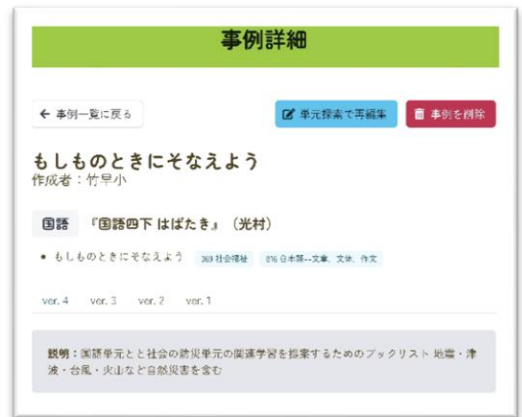 事例詳細
← 事例一覧に戻る
単元探索で再編集
事例を削除
もしものときにそなえよう
作成者：竹早小
国語 『国語四下 はばたき』（光村）
• もしものときにそなえよう 369 社会福祉 816 日本語--文章、文体、作文
ver. 4 ver. 3 ver. 2 ver. 1
説明：国語単元とと社会の防災単元の関連学習を提案するためのブックリスト 地震・津
波・台風・火山など自然災害を含む